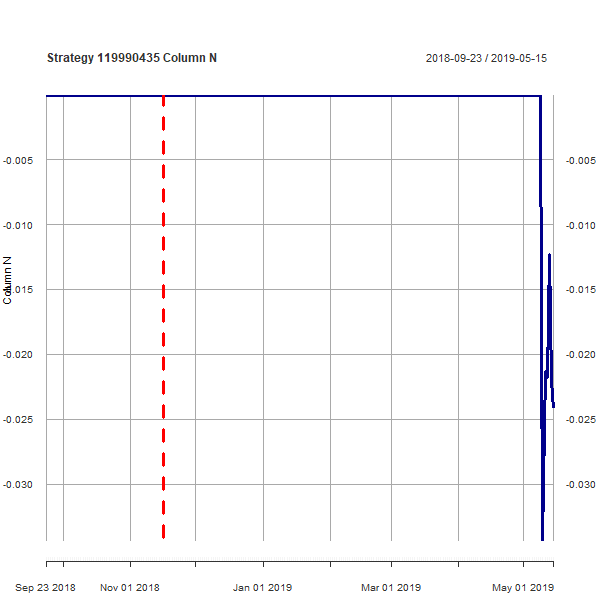 Strategy 119990435 Column N
2018-09-23 / 2019-05-15
-0.005
-0.010
-0.015
-0.020
-0.025
-0.030
Column N
-0.005
-0.010
-0.015
-0.020
-0.025
-0.030
Sep 23 2018
Nov 01 2018
Jan 01 2019
Mar 01 2019
May 01 2019